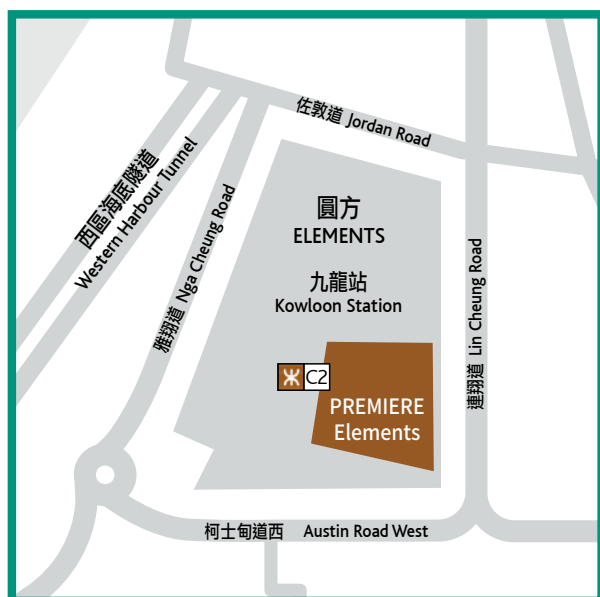 佐敦道 Jordan Road
西區海底隧道
Western Harbour Tunnel
雅翔道 Nga Cheung Road
圓方
ELEMENTS
九龍站
Kowloon Station
連翔道 Lin Cheung Road
C2
PREMIERE
Elements
柯士甸道西 Austin Road West